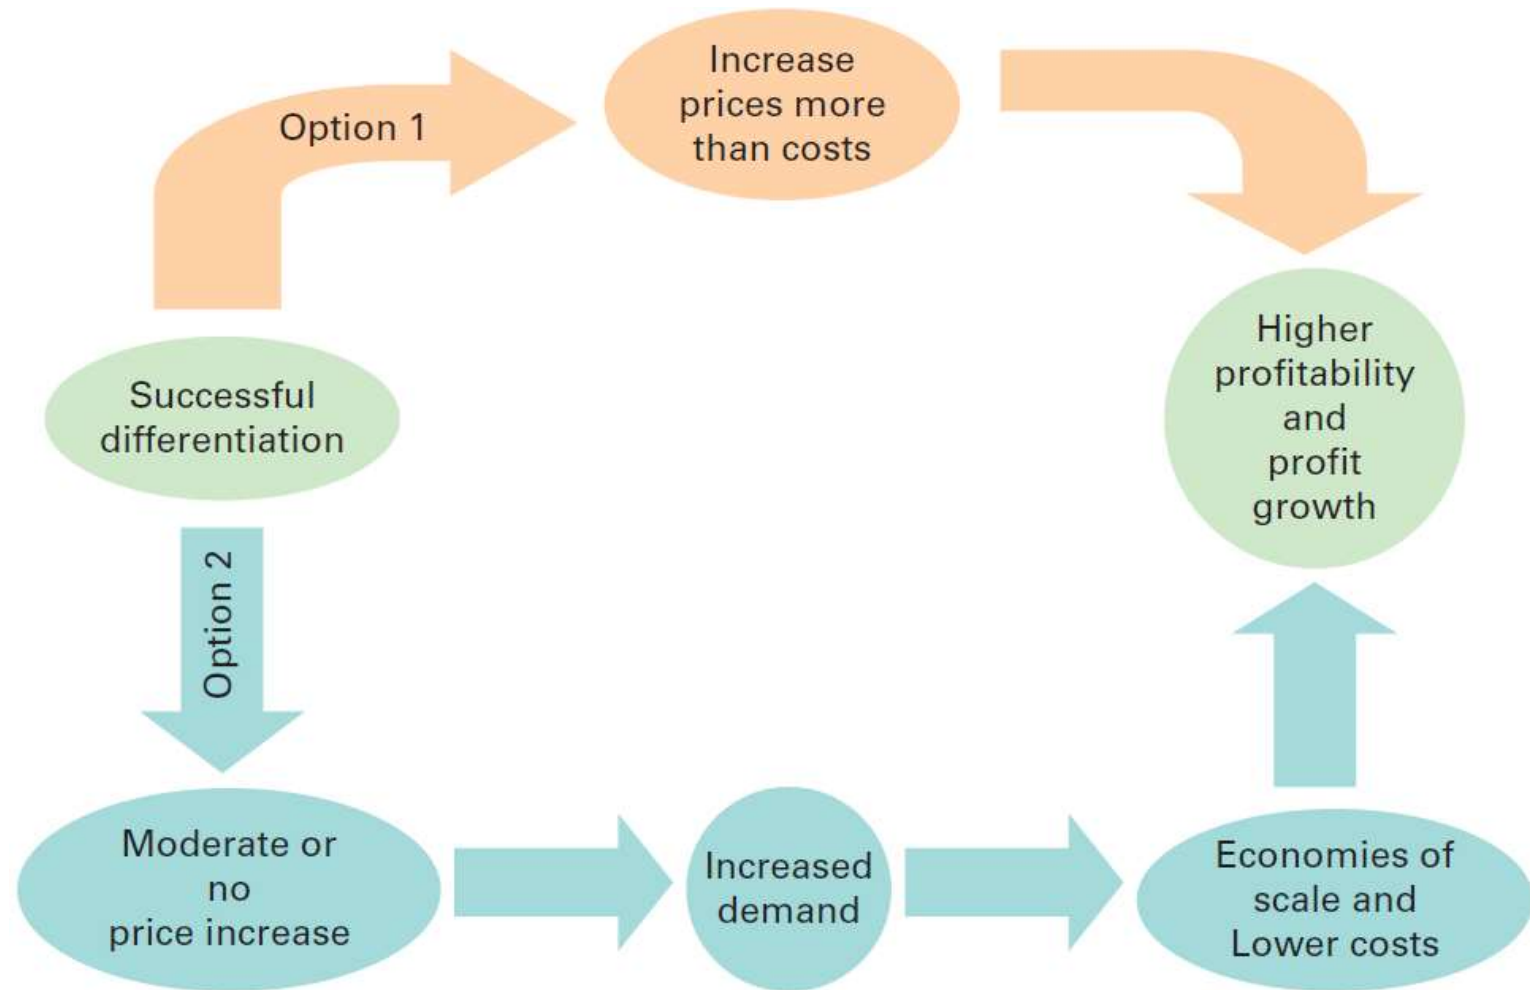 Increase
prices more
than costs
Option 1
Successful
differentiation
Higher
profitability
and
profit
growth
Option 2
Moderate or
no
price increase
Increased
demand
Economies of
scale and
Lower costs